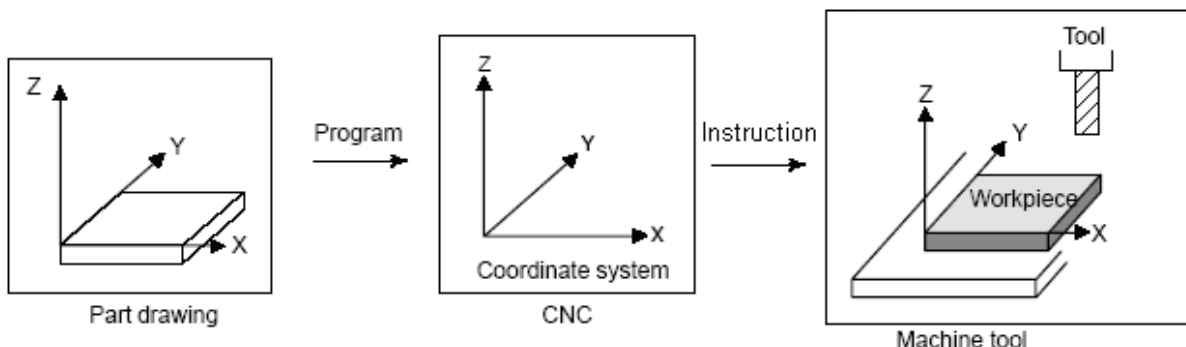 Z
Y
X
Part drawing
Program
Z
Y
X
Coordinate system
CNC
Instruction
Tool
Z
Y
Workpiece
X
Machine tool